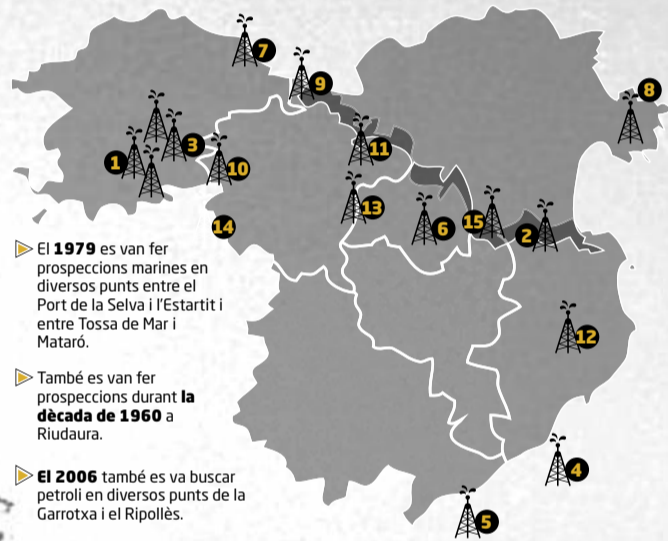 7
9
8
3
1
11
10
13
6
15
2
14
El 1979 es van fer
prospeccions marines en
diversos punts entre el
Port de la Selva i l'Estartit i
entre Tossa de Mar i
Mataró.
12
També es van fer
prospeccions durant la
dècada de 1960 a
Riudaura.
4
El 2006 també es va buscar
petroli en diversos punts de la
Garrotxa i el Ripollès.
5